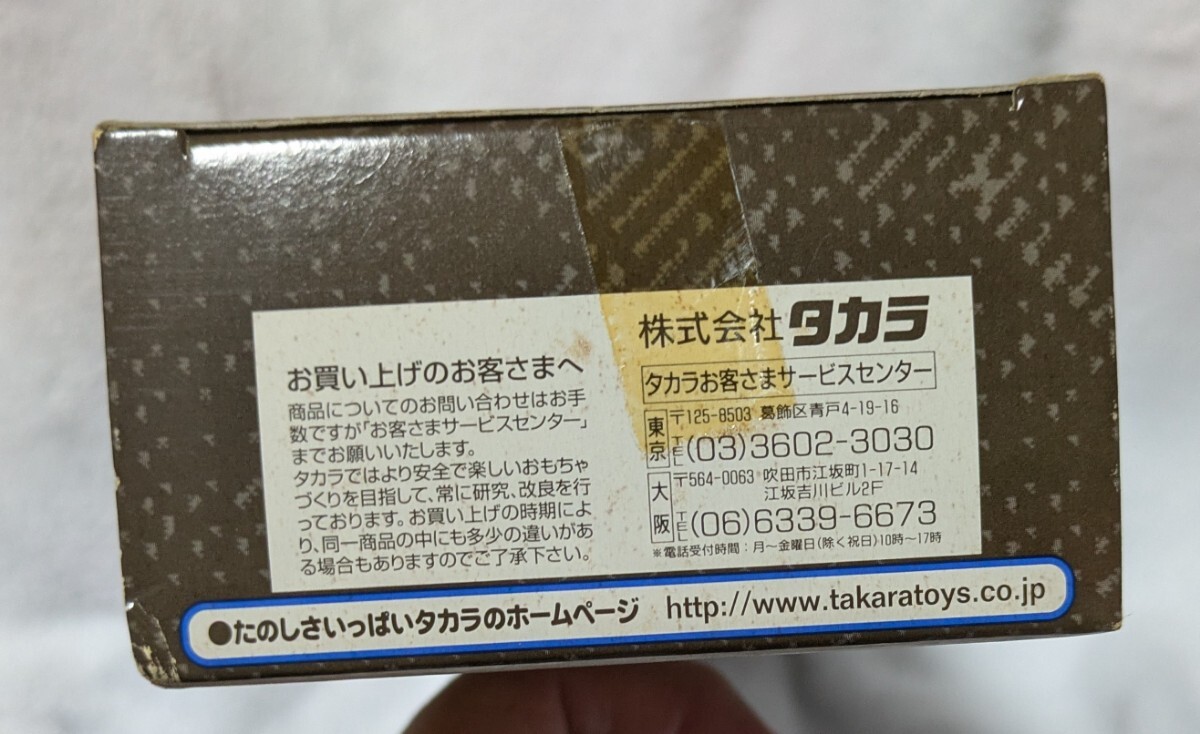 お買い上げのお客さまへ
商品についてのお問い合わせはお手
数ですが「お客さまサービスセンター」
までお願いいたします。
タカラではより安全で楽しいおもちゃ
づくりを目指して、常に研究、改良を行
っております。お買い上げの時期によ
り、同一商品の中にも多少の違いがあ
る場合もありますのでご了承下さい。
株式会社タカラ
タカラお客さまサービスセンター
東京 〒125-8503 葛飾区青戸4-19-16
TEL(03)3602-3030
大阪 〒564-0063 吹田市江坂町1-17-14
江坂吉川ビル2F
TEL(06)6339-6673
※電話受付時間：月〜金曜日(除く祝日)10時〜17時
●たのしさいっぱいタカラのホームページ http://www.takaratoys.co.jp